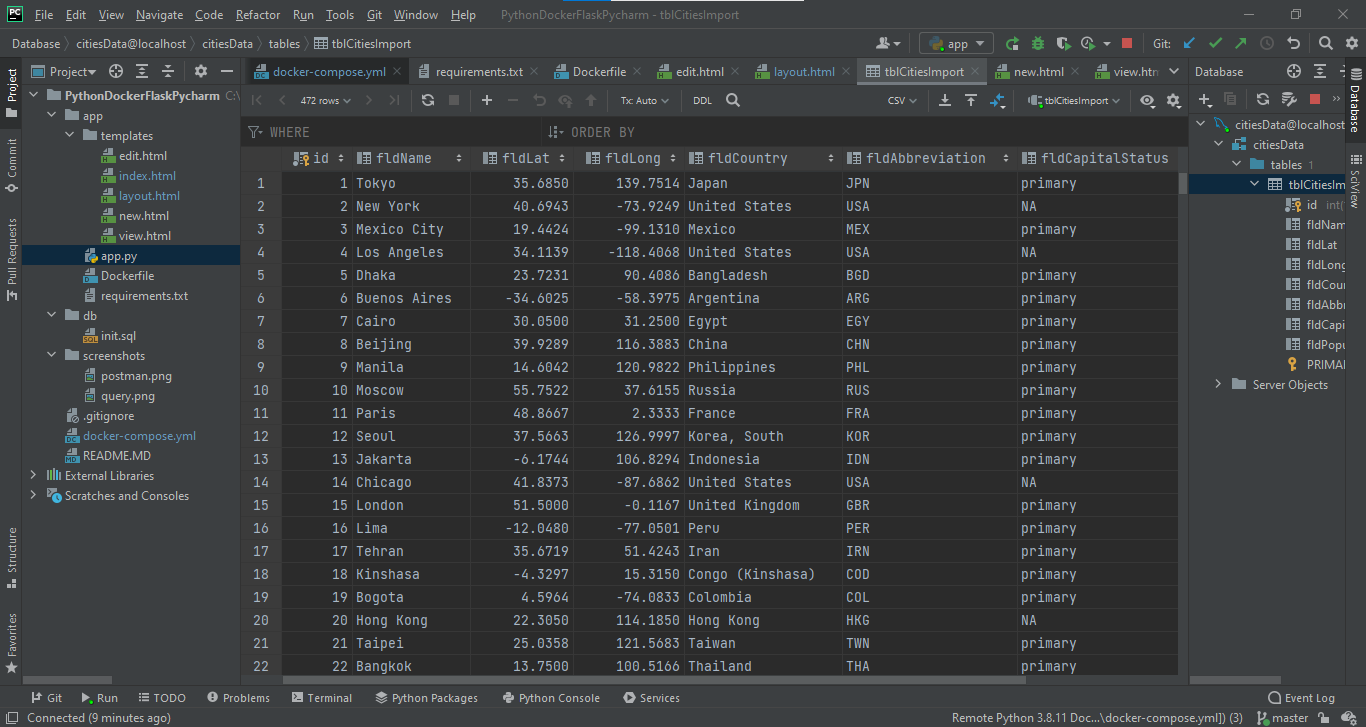 PC File Edit View Navigate Code Refactor Run Tools Git Window Help PythonDockerFlaskPycharm - tblCitiesImport
Database citiesData@localhost citiesData tables tblCitiesImport app Git:
Project docker-compose.yml requirements.txt Dockerfile edit.html layout.html tblCitiesImport new.html view.htn Database
472 rows Tx: Auto DDL CSV tblCitiesImport
WHERE ORDER BY
id fldName fldLat fldLong fldCountry fldAbbreviation fldCapitalStatus
1 1 Tokyo 35.6850 139.7514 Japan JPN primary
2 2 New York 40.6943 -73.9249 United States USA NA
3 3 Mexico City 19.4424 -99.1310 Mexico MEX primary
4 4 Los Angeles 34.1139 -118.4068 United States USA NA
5 5 Dhaka 23.7231 90.4086 Bangladesh BGD primary
6 6 Buenos Aires -34.6025 -58.3975 Argentina ARG primary
7 7 Cairo 30.0500 31.2500 Egypt EGY primary
8 8 Beijing 39.9289 116.3883 China CHN primary
9 9 Manila 14.6042 120.9822 Philippines PHL primary
10 10 Moscow 55.7522 37.6155 Russia RUS primary
11 11 Paris 48.8667 2.3333 France FRA primary
12 12 Seoul 37.5663 126.9997 Korea, South KOR primary
13 13 Jakarta -6.1744 106.8294 Indonesia IDN primary
14 14 Chicago 41.8373 -87.6862 United States USA NA
15 15 London 51.5000 -0.1167 United Kingdom GBR primary
16 16 Lima -12.0480 -77.0501 Peru PER primary
17 17 Tehran 35.6719 51.4243 Iran IRN primary
18 18 Kinshasa -4.3297 15.3150 Congo (Kinshasa) COD primary
19 19 Bogota 4.5964 -74.0833 Colombia COL primary
20 20 Hong Kong 22.3050 114.1850 Hong Kong HKG NA
21 21 Taipei 25.0358 121.5683 Taiwan TWN primary
22 22 Bangkok 13.7500 100.5166 Thailand THA primary
PythonDockerFlaskPycharm C:\
app
templates
edit.html
index.html
layout.html
new.html
view.html
app.py
Dockerfile
requirements.txt
db
init.sql
screenshots
postman.png
query.png
.gitignore
docker-compose.yml
README.MD
External Libraries
Scratches and Consoles
citiesData@localhost
citiesData
tables 1
tblCitiesIm
id int(
fldNam
fldLat
fldLong
fldCou
fldAbbr
fldCapi
fldPopu
PRIMAI
Server Objects
Project
Commit
Pull Requests
Structure
Favorites
Database
SciView
Git Run TODO Problems Terminal Python Packages Python Console Services Event Log
Connected (9 minutes ago) Remote Python 3.8.11 Doc...\docker-compose.yml]) (3) master